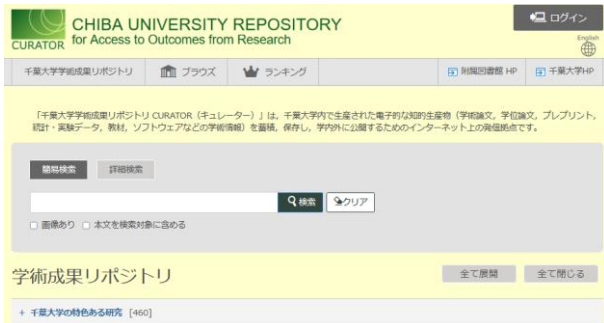 CHIBA UNIVERSITY REPOSITORY
for Access to Outcomes from Research
CURATOR
ログイン
English
千葉大学学術成果リポジトリ
ブラウズ
ランキング
附属図書館 HP
千葉大学HP
「千葉大学学術成果リポジトリ CURATOR（キュレーター）」は，千葉大学内で生産された電子的な知的生産物（学術論文，学位論文，プレプリント，
統計・実験データ，教材，ソフトウェアなどの学術情報）を蓄積，保存し，学内外に公開するためのインターネット上の発信拠点です。
簡易検索
詳細検索
検索
クリア
画像あり
本文を検索対象に含める
学術成果リポジトリ
全て展開
全て閉じる
+ 千葉大学の特色ある研究 [460]